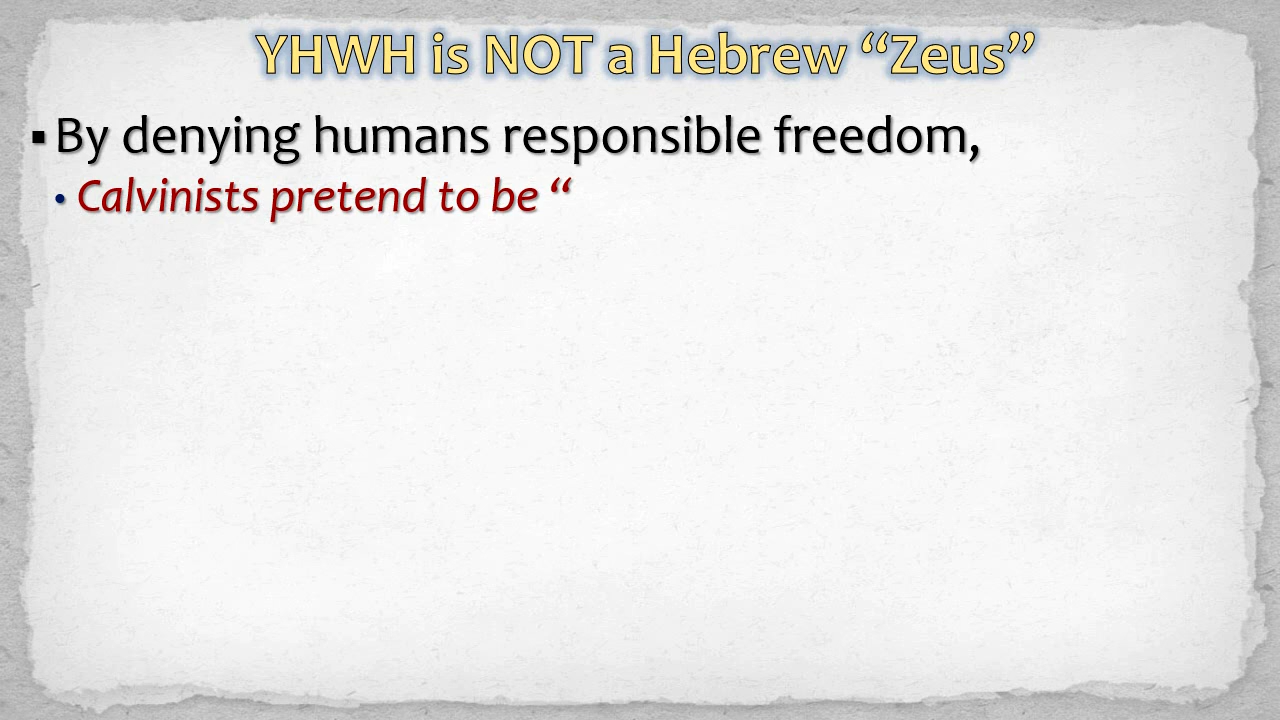 YHWH is NOT a Hebrew “Zeus”
▪ By denying humans responsible freedom,
• Calvinists pretend to be “